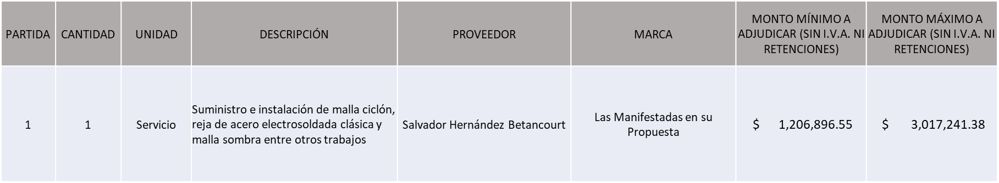 PARTIDA CANTIDAD UNIDAD DESCRIPCIÓN PROVEEDOR MARCA
MONTO MÍNIMO A
ADJUDICAR (SIN I.V.A. NI
RETENCIONES)
MONTO MÁXIMO A
ADJUDICAR (SIN I.V.A. NI
RETENCIONES)
1
1
Servicio
Suministro e instalación de malla ciclón,
reja de acero electrosoldada clásica y
malla sombra entre otros trabajos
Salvador Hernández Betancourt
Las Manifestadas en su
Propuesta
$ 1,206,896.55
$ 3,017,241.38